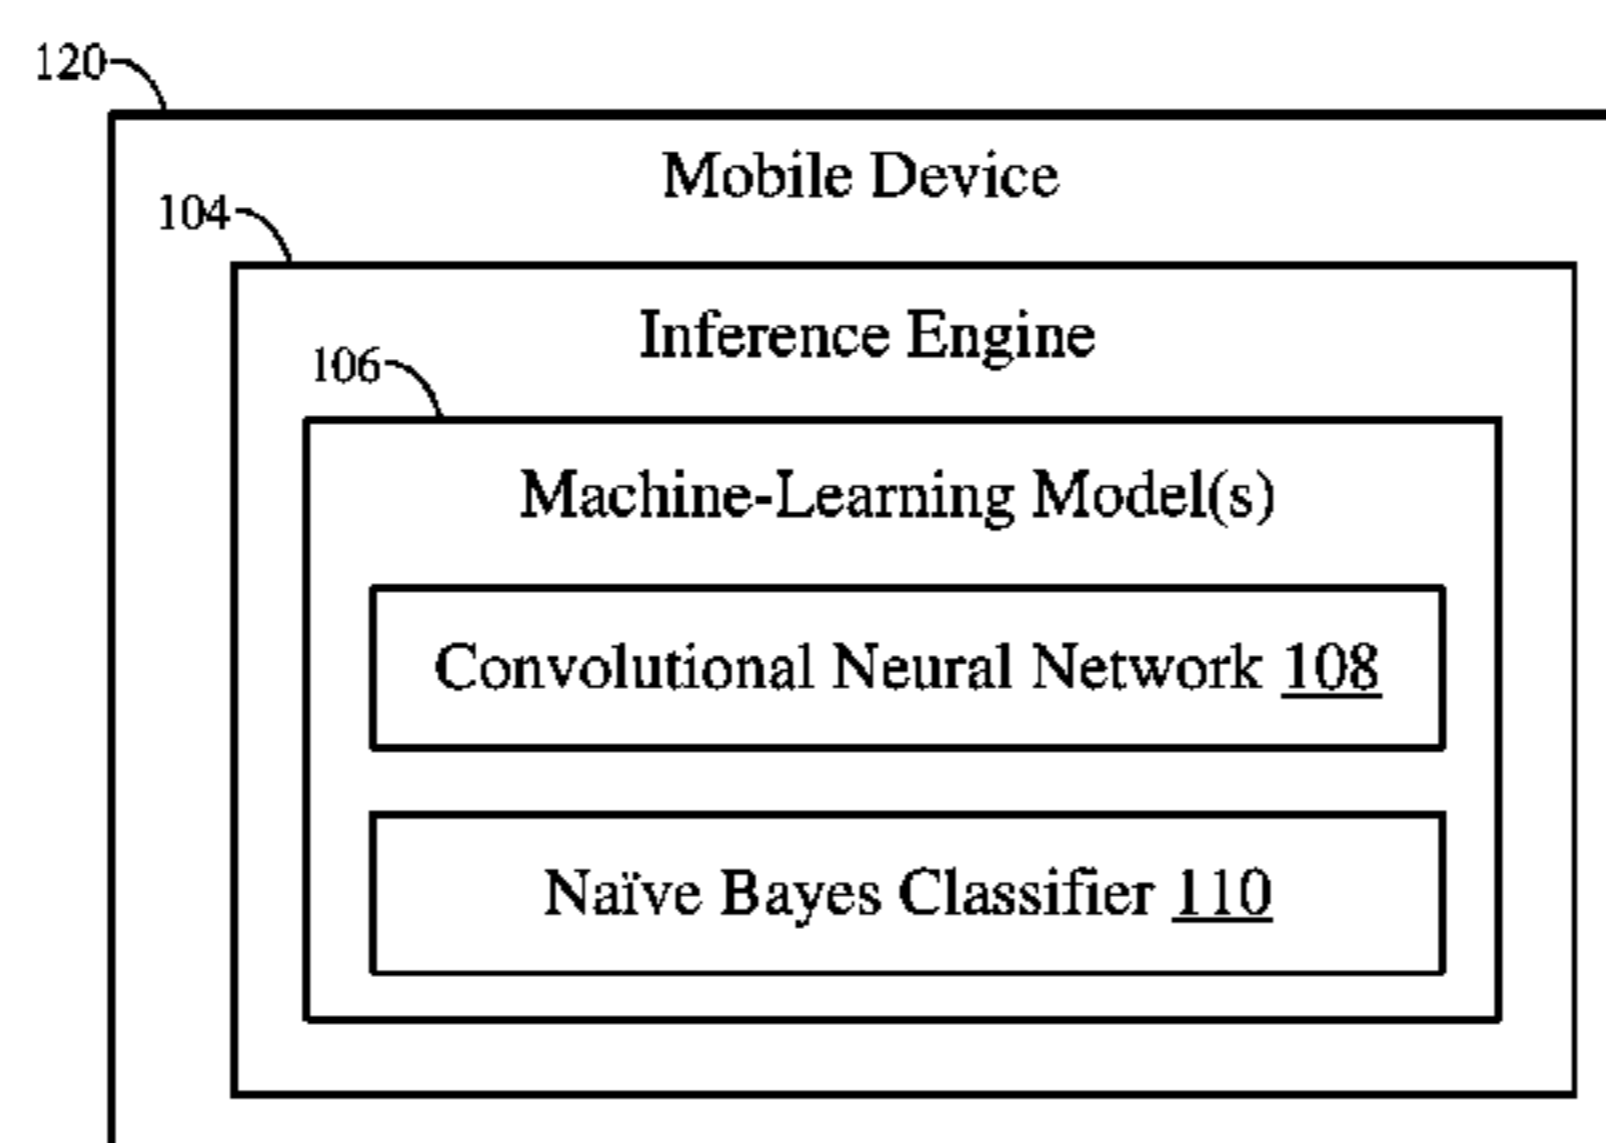 120
Mobile Device
104
Inference Engine
106
Machine-Learning Model(s)
Convolutional Neural Network 108
Naïve Bayes Classifier 110